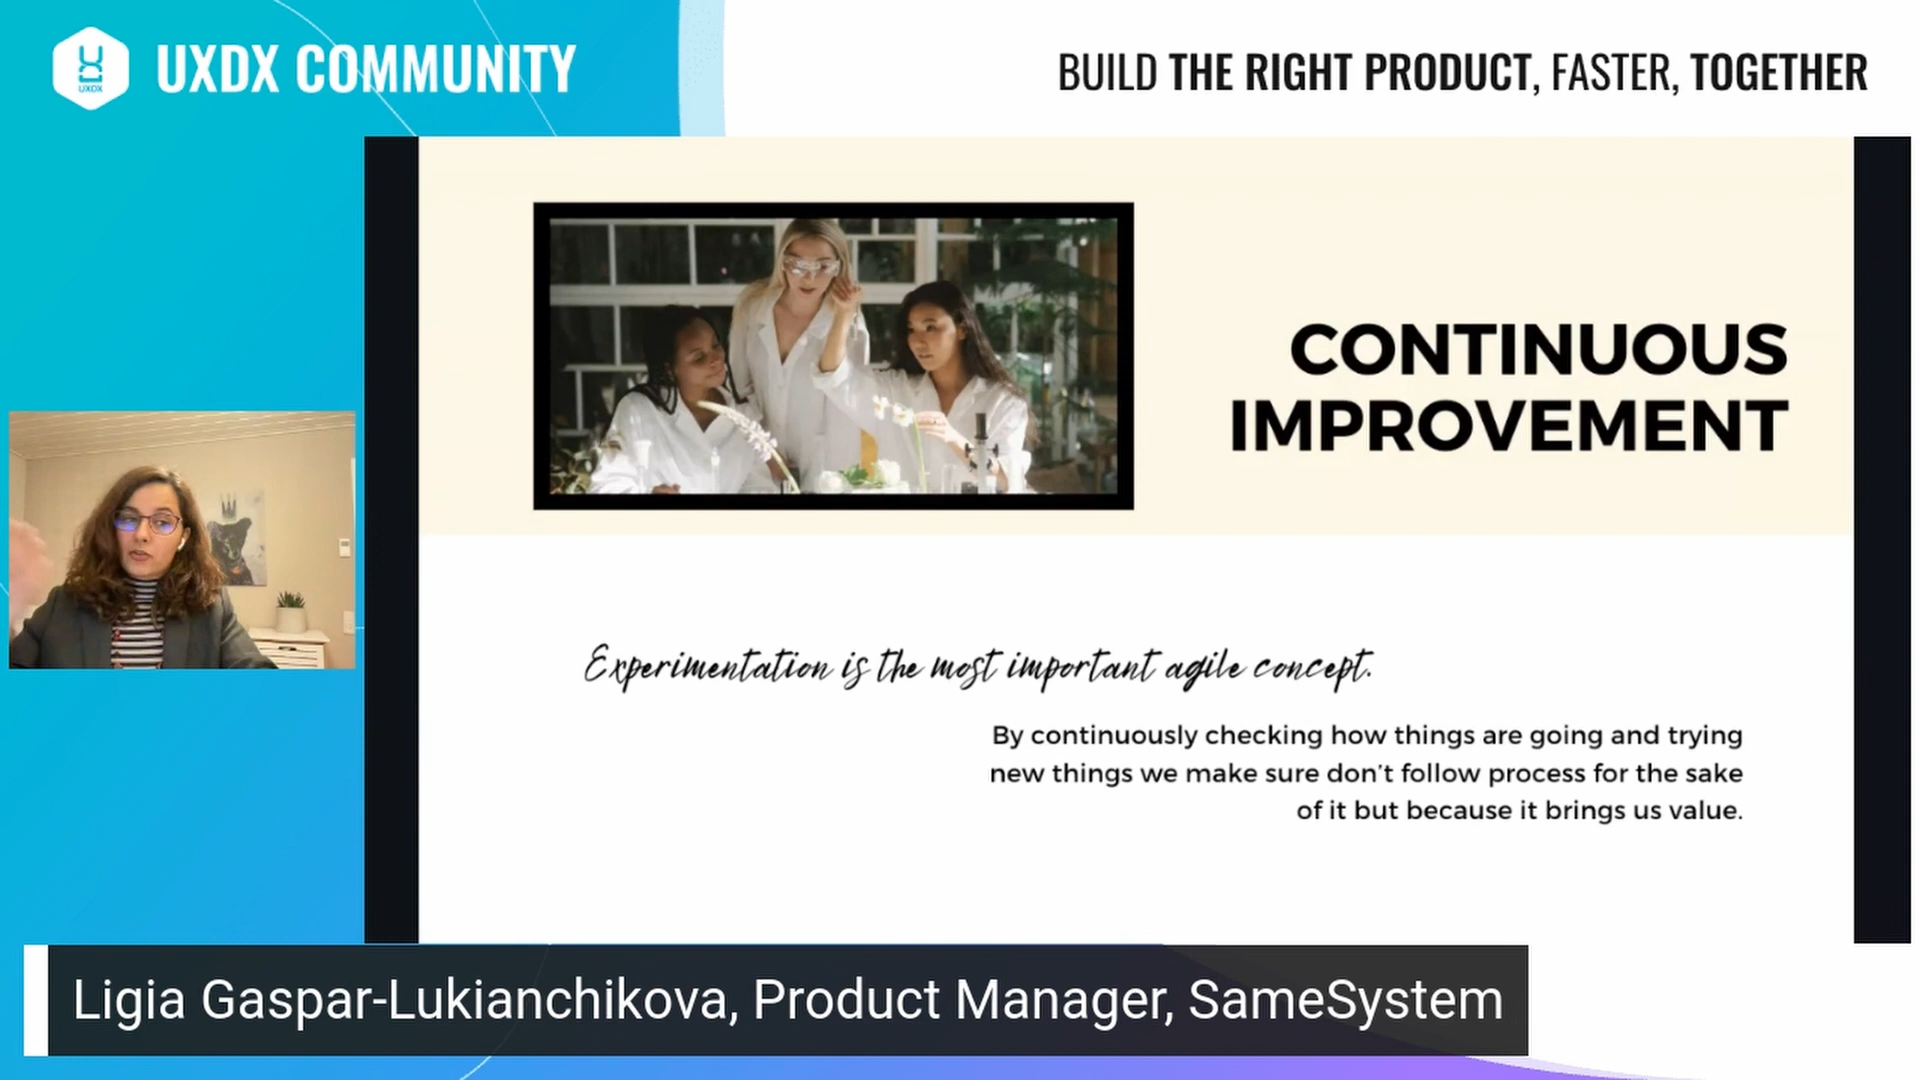 UXDX
UXDX COMMUNITY
BUILD THE RIGHT PRODUCT, FASTER, TOGETHER
CONTINUOUS
IMPROVEMENT
Experimentation is the most important agile concept.
By continuously checking how things are going and trying
new things we make sure don't follow process for the sake
of it but because it brings us value.
Ligia Gaspar-Lukianchikova, Product Manager, SameSystem